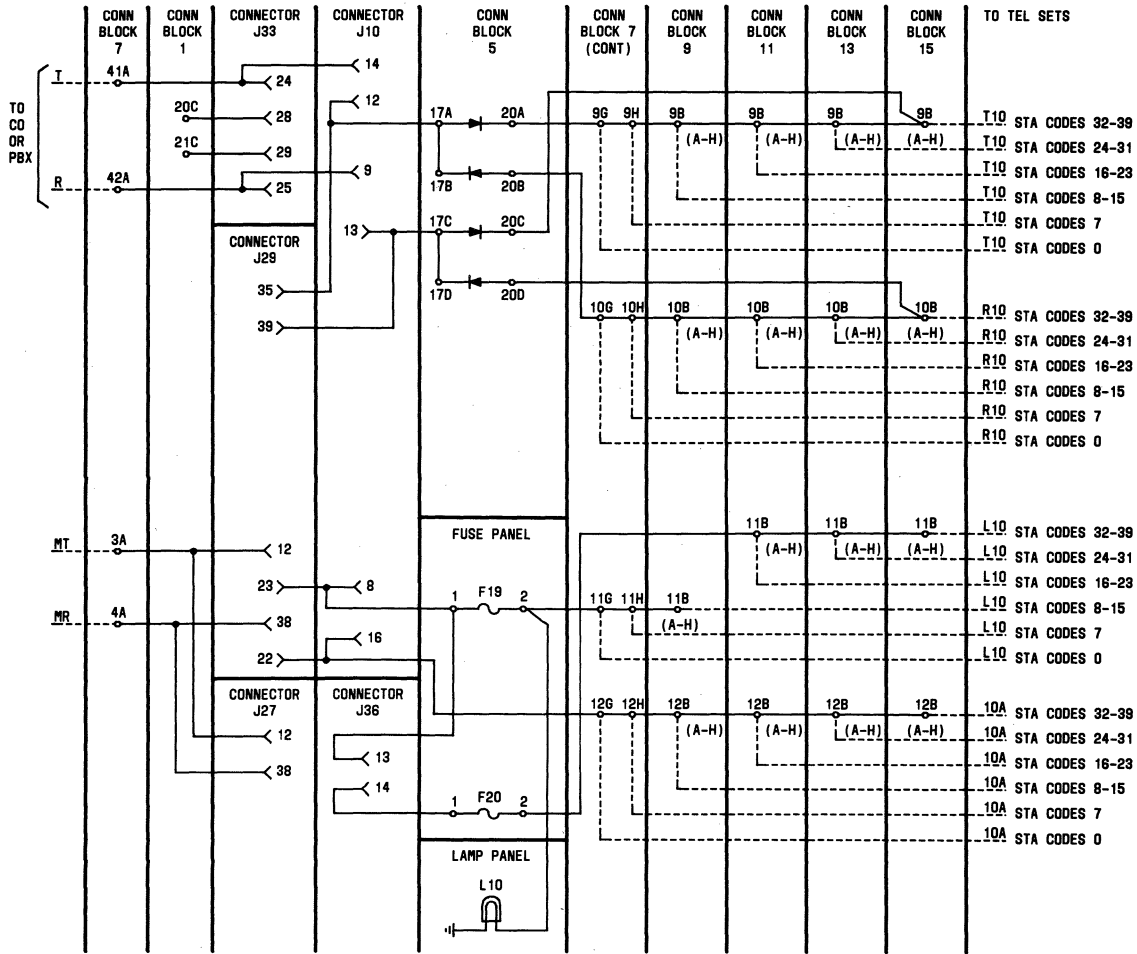 CONN BLOCK 7
CONN BLOCK 1
CONNECTOR J33
CONNECTOR J10
CONN BLOCK 5
CONN BLOCK 7 (CONT)
CONN BLOCK 9
CONN BLOCK 11
CONN BLOCK 13
CONN BLOCK 15
TO TEL SETS
TO CO OR PBX
T 41A 24 14
20C 28 12
21C 29
R 42A 25 9
17A 20A 9G 9H 9B 9B 9B 9B T10 STA CODES 32-39
(A-H) (A-H) (A-H) (A-H) T10 STA CODES 24-31
17B 20B T10 STA CODES 16-23
T10 STA CODES 8-15
13 17C 20C T10 STA CODES 7
T10 STA CODES 0
CONNECTOR J29
35
39
17D 20D
10G 10H 10B 10B 10B 10B R10 STA CODES 32-39
(A-H) (A-H) (A-H) (A-H) R10 STA CODES 24-31
R10 STA CODES 16-23
R10 STA CODES 8-15
R10 STA CODES 7
R10 STA CODES 0
FUSE PANEL
MT 3A 12
11B 11B 11B L10 STA CODES 32-39
(A-H) (A-H) (A-H) L10 STA CODES 24-31
L10 STA CODES 16-23
23 8 1 F19 2 11G 11H 11B L10 STA CODES 8-15
MR 4A 38 (A-H) L10 STA CODES 7
22 16 L10 STA CODES 0
CONNECTOR J27
CONNECTOR J36
12G 12H 12B 12B 12B 12B 10A STA CODES 32-39
12 (A-H) (A-H) (A-H) (A-H) 10A STA CODES 24-31
13 10A STA CODES 16-23
38 14 10A STA CODES 8-15
1 F20 2 10A STA CODES 7
10A STA CODES 0
LAMP PANEL
L10